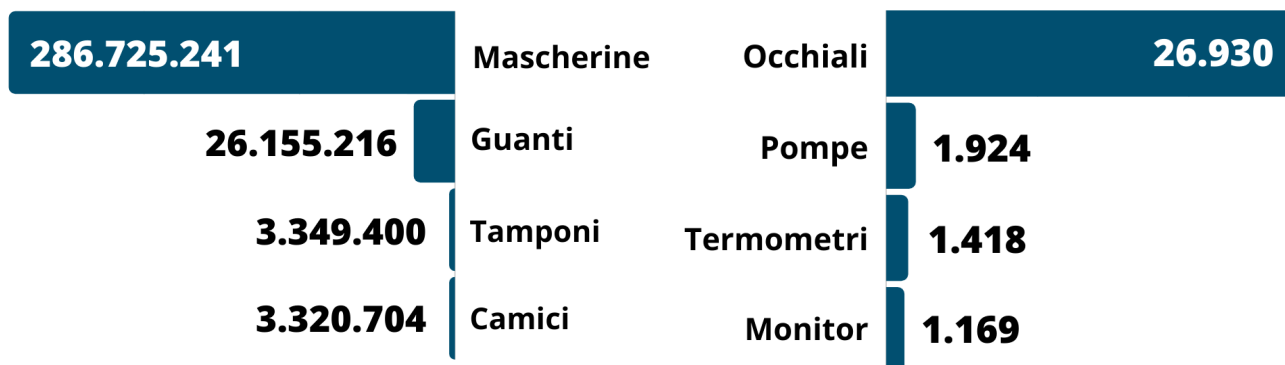 286.725.241 Mascherine
26.155.216 Guanti
3.349.400 Tamponi
3.320.704 Camici
Occhiali 26.930
Pompe 1.924
Termometri 1.418
Monitor 1.169